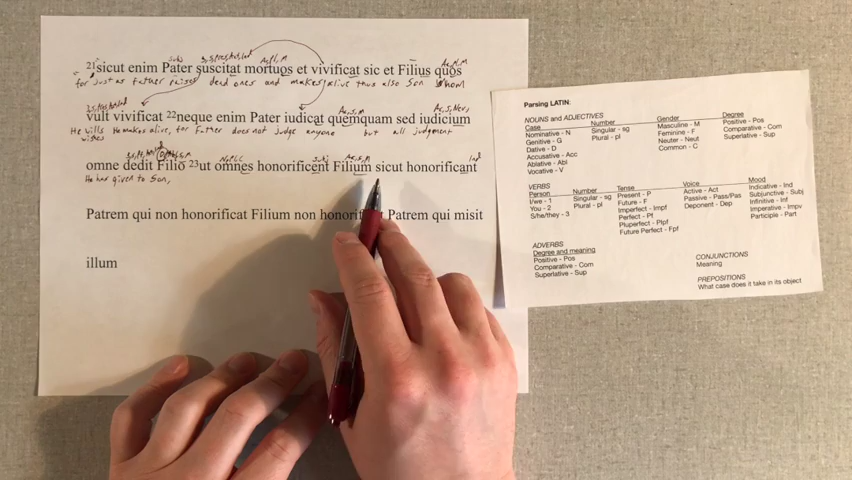 21sicut enim Pater suscitat mortuos et vivificat sic et Filius quos
for just as Father raises dead ones and makes alive thus also Son whom
vult vivificat 22neque enim Pater iudicat quemquam sed iudicium
He wills He makes alive, for Father does not judge anyone but all judgement
wishes
omne dedit Filio 23ut omnes honorificent Filium sicut honorificant
He has given to Son,
Patrem qui non honorificat Filium non Patrem qui misit
illum
Parsing LATIN:
NOUNS and ADJECTIVES
Case Number Gender Degree
Nominative - N Singular - sg Masculine - M Positive - Pos
Genitive - G Plural - pl Feminine - F Comparative - Com
Dative - D Neuter - Neut Superlative - Sup
Accusative - Acc Common - C
Ablative - Abl
Vocative - V
VERBS
Person Number Tense Voice Mood
I/we - 1 Singular - sg Present - P Active - Act Indicative - Ind
You - 2 Plural - pl Future - F Passive - Pass/Pas Subjunctive - Subj
S/he/they - 3 Imperfect - Impf Deponent - Dep Infinitive - Inf
Perfect - Pf Imperative - Impv
Pluperfect - Plpf Participle - Part
Future Perfect - Fpf
ADVERBS
Degree and meaning
Positive - Pos
Comparative - Com
Superlative - Sup
CONJUNCTIONS
Meaning
PREPOSITIONS
What case does it take in its object